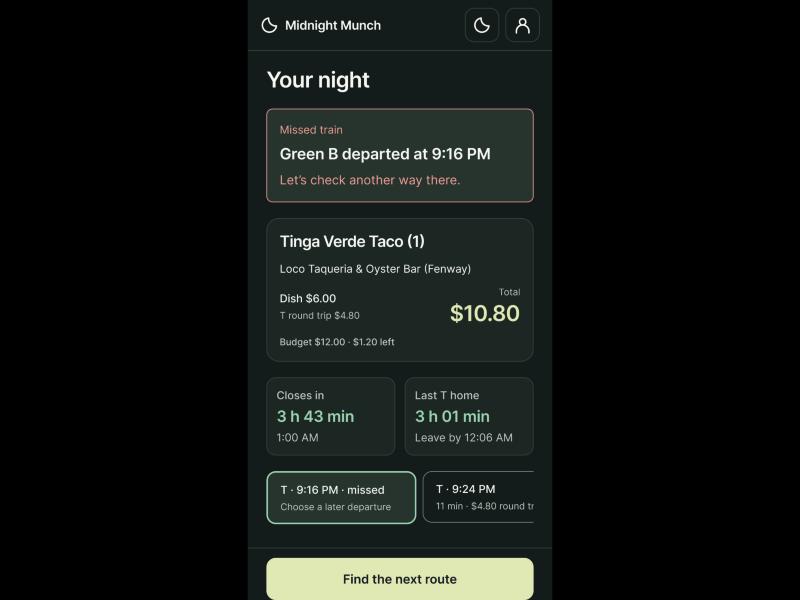 Midnight Munch
Your night
Missed train
Green B departed at 9:16 PM
Let's check another way there.
Tinga Verde Taco (1)
Loco Taqueria & Oyster Bar (Fenway)
Dish $6.00
T round trip $4.80
Total
$10.80
Budget $12.00 · $1.20 left
Closes in
3 h 43 min
1:00 AM
Last T home
3 h 01 min
Leave by 12:06 AM
T · 9:16 PM · missed
Choose a later departure
T · 9:24 PM
11 min · $4.80 round tr
Find the next route